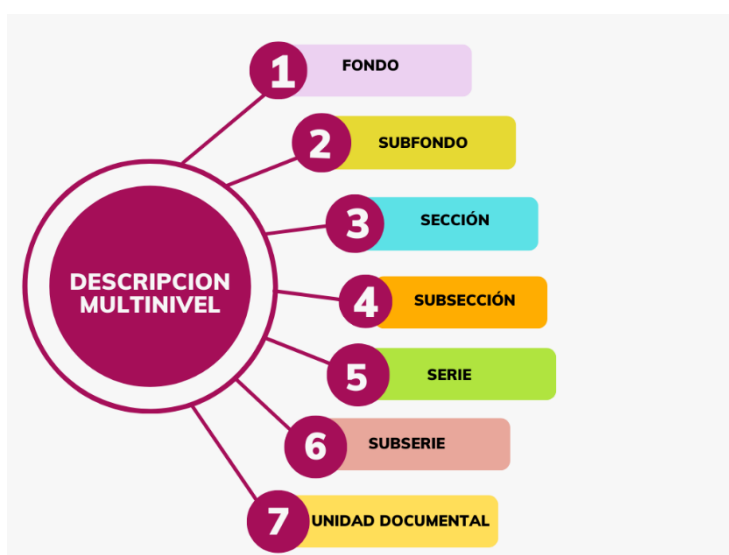 1 FONDO
2 SUBFONDO
3 SECCIÓN
DESCRIPCION
MULTINIVEL
4 SUBSECCIÓN
5 SERIE
6 SUBSERIE
7 UNIDAD DOCUMENTAL